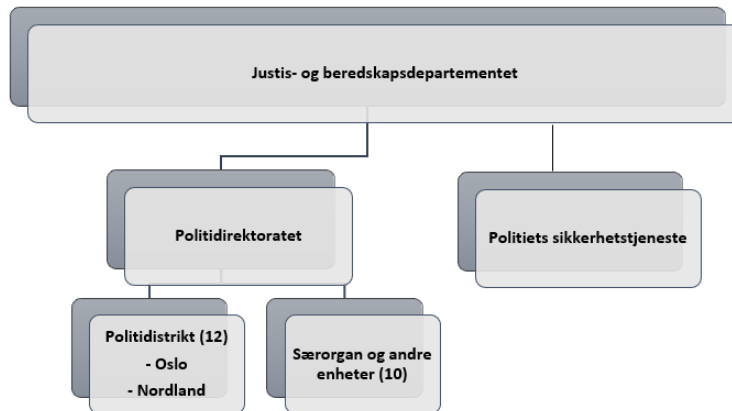 Justis- og beredskapsdepartementet
Politidirektoratet
Politiets sikkerhetstjeneste
Politidistrikt (12)
- Oslo
- Nordland
Særorgan og andre
enheter (10)